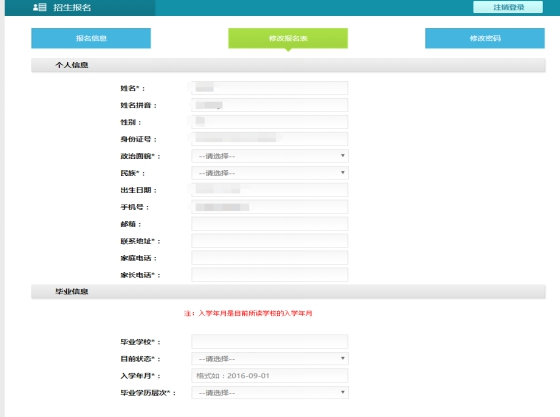 招生报名 注销登录
报名信息 修改报名表 修改密码
个人信息
姓名*：
姓名拼音：
性别：
身份证号：
政治面貌*： --请选择--
民族*： --请选择--
出生日期：
手机号：
邮箱：
联系地址*：
家庭电话：
家长电话*：
毕业信息
注：入学年月是目前所读学校的入学年月
毕业学校*：
目前状态*： --请选择--
入学年月*： 格式如：2016-09-01
毕业学历层次*： --请选择--